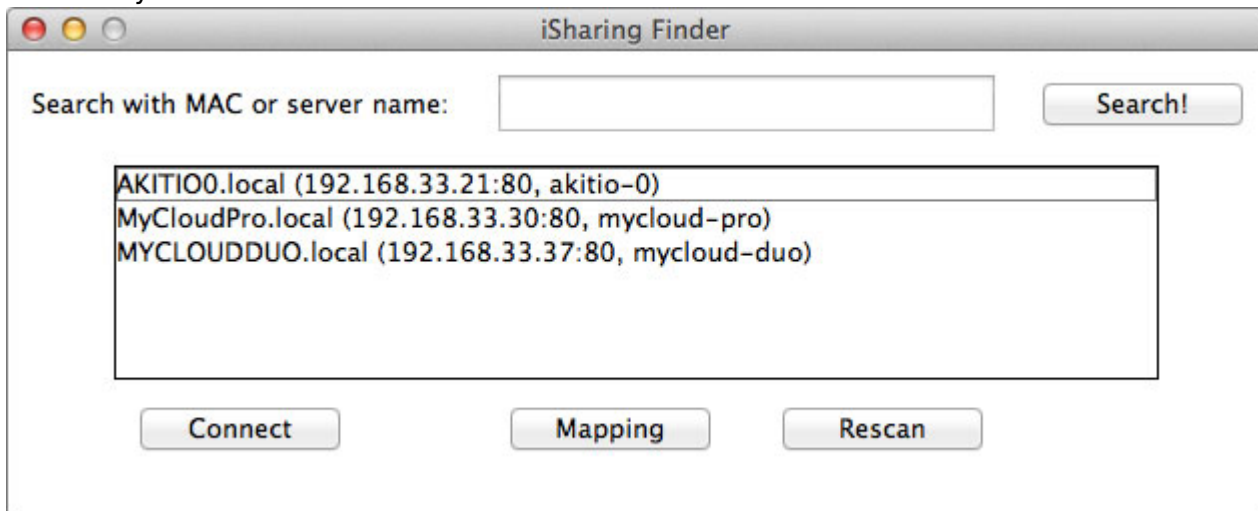 iSharing Finder
Search with MAC or server name:
Search!
AKITIO0.local (192.168.33.21:80, akitio-0)
MyCloudPro.local (192.168.33.30:80, mycloud-pro)
MYCLOUDDUO.local (192.168.33.37:80, mycloud-duo)
Connect
Mapping
Rescan